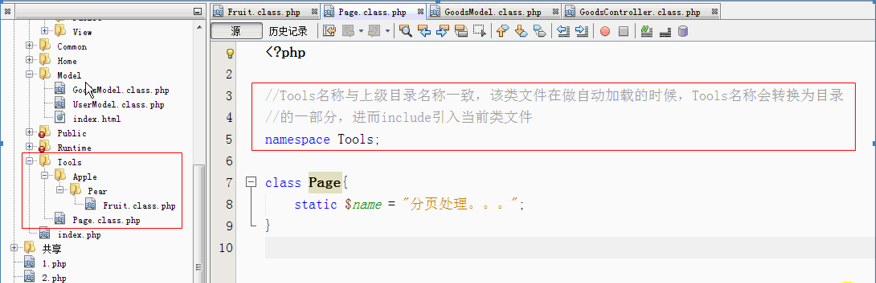 Fruit.class.php Page.class.php GoodsModel.class.php GoodsController.class.php
源 历史记录
View
Common
Home
Model
GoodsModel.class.php
UserModel.class.php
index.html
Public
Runtime
Tools
Apple
Pear
Fruit.class.php
Page.class.php
index.php
共享
1.php
2.php
<?php
2
3 //Tools名称与上级目录名称一致，该类文件在做自动加载的时候，Tools名称会转换为目录
4 //的一部分，进而include引入当前类文件
5 namespace Tools;
6
7 class Page{
8 static $name = "分页处理。。。";
9 }
10